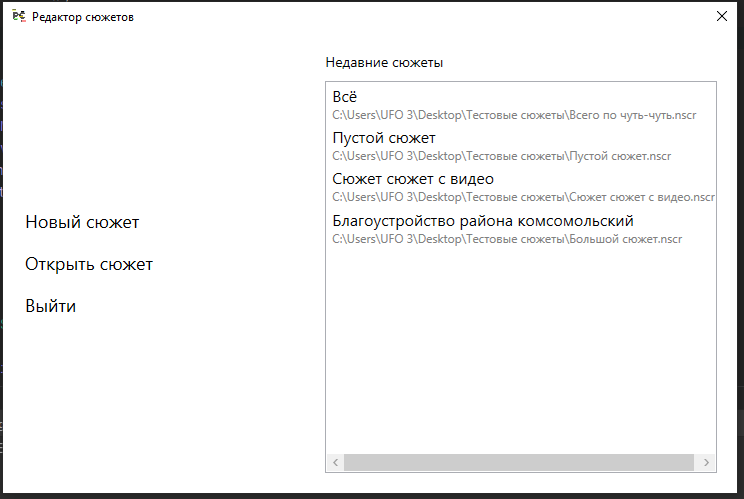 Редактор сюжетов
Недавние сюжеты
Всё
C:\Users\UFO 3\Desktop\Тестовые сюжеты\Всего по чуть-чуть.nscr
Пустой сюжет
C:\Users\UFO 3\Desktop\Тестовые сюжеты\Пустой сюжет.nscr
Сюжет сюжет с видео
C:\Users\UFO 3\Desktop\Тестовые сюжеты\Сюжет сюжет с видео.nscr
Благоустройство района комсомольский
C:\Users\UFO 3\Desktop\Тестовые сюжеты\Большой сюжет.nscr
Новый сюжет
Открыть сюжет
Выйти